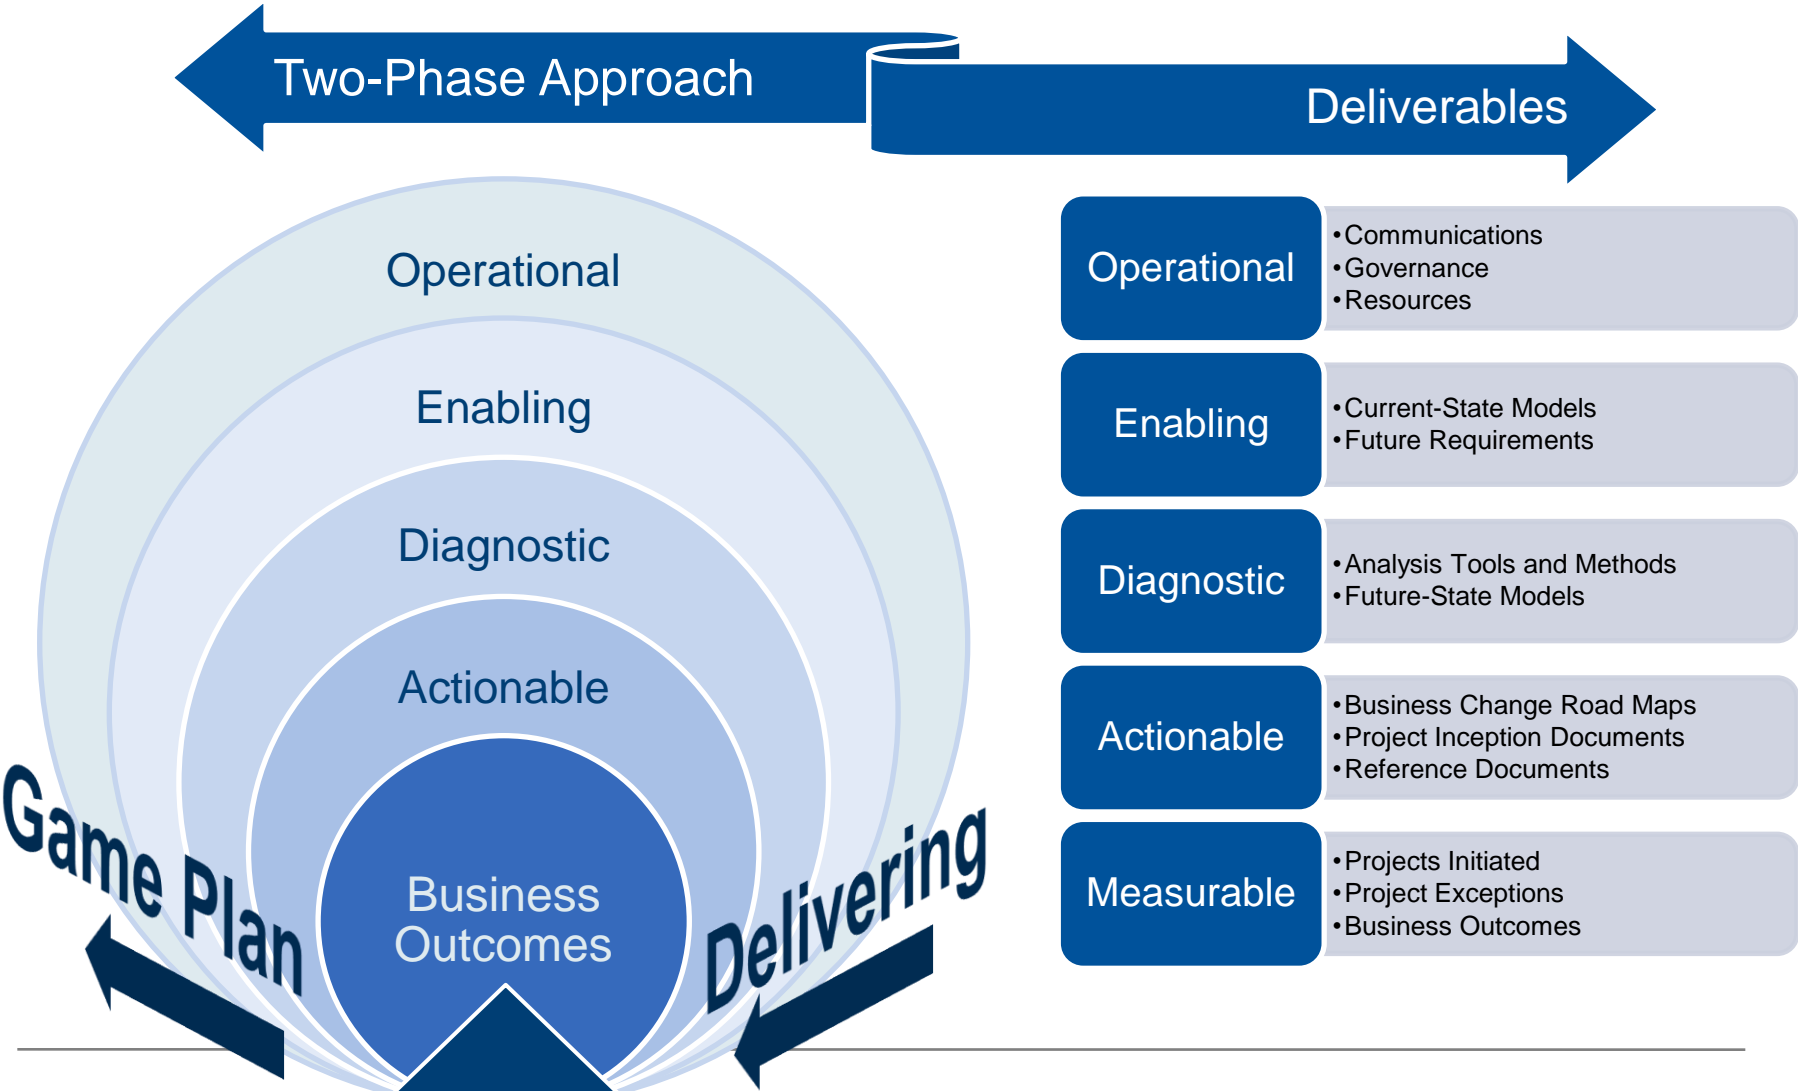 Two-Phase Approach
Deliverables
Operational
Enabling
Diagnostic
Actionable
Business
Outcomes
Game Plan
Delivering
Operational
•Communications
•Governance
•Resources
Enabling
•Current-State Models
•Future Requirements
Diagnostic
•Analysis Tools and Methods
•Future-State Models
Actionable
•Business Change Road Maps
•Project Inception Documents
•Reference Documents
Measurable
•Projects Initiated
•Project Exceptions
•Business Outcomes